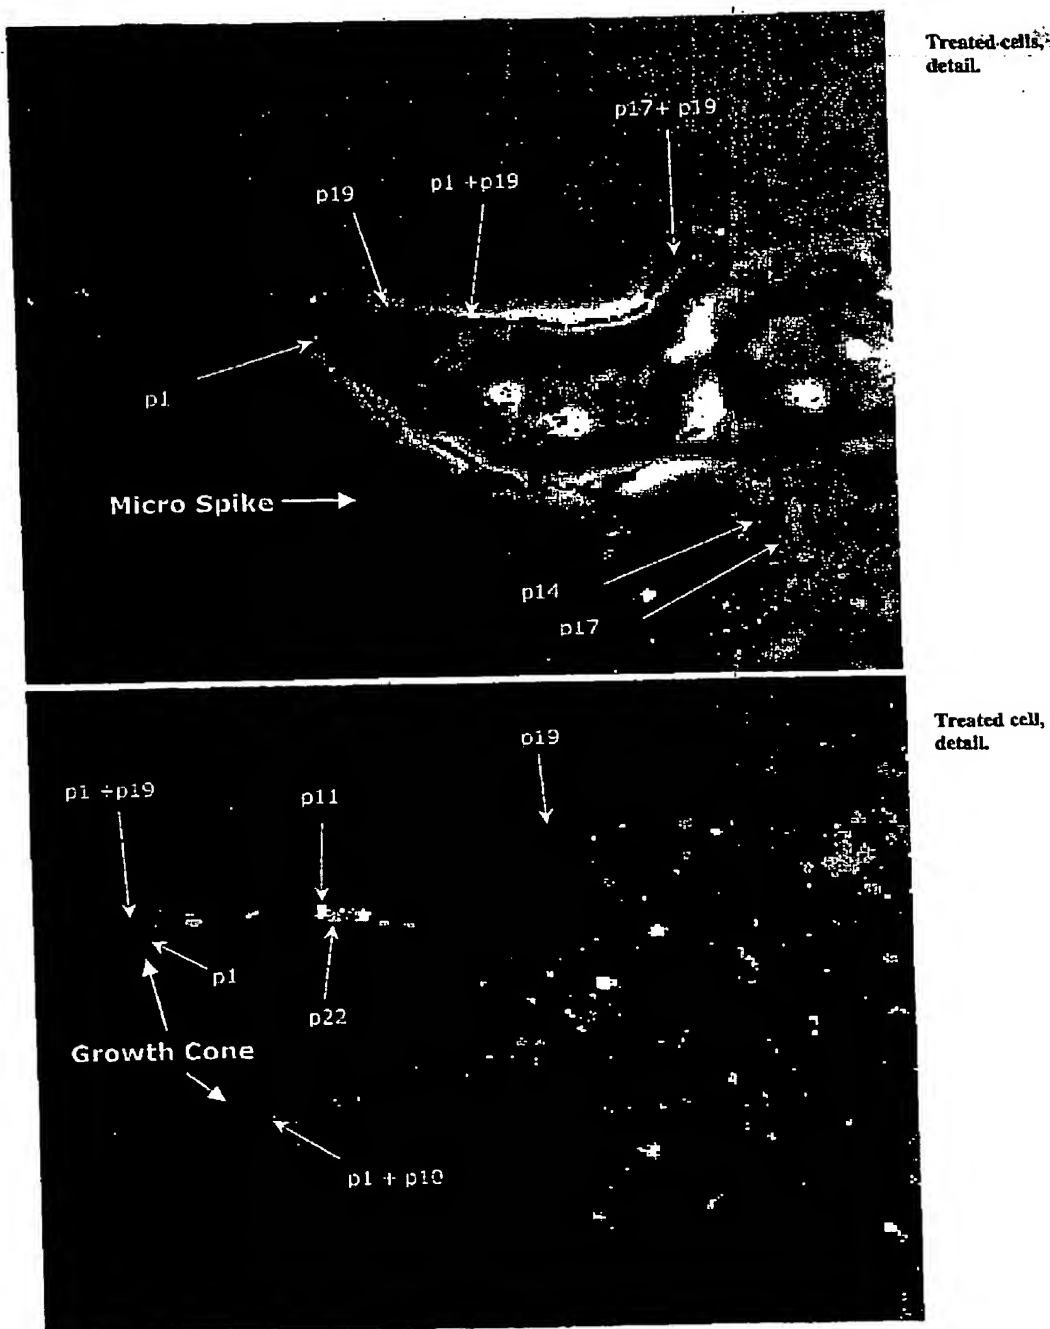 Treated cells,
detail.
p17+ p19
p19
p1 +p19
p1
Micro Spike
p14
p17
Treated cell,
detail.
p19
p1 +p19
p11
p1
p22
Growth Cone
p1 + p10